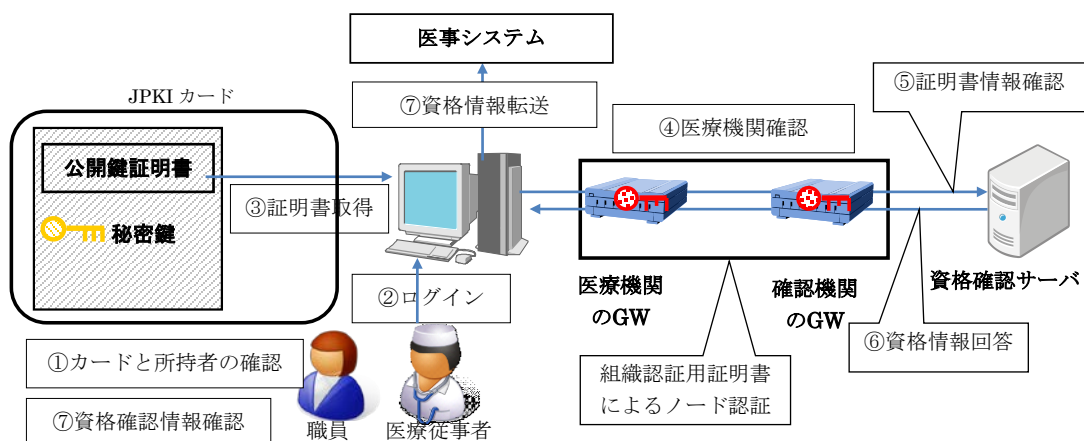 医事システム
JPKI カード
⑦資格情報転送
⑤証明書情報確認
④医療機関確認
公開鍵証明書
③証明書取得
秘密鍵
②ログイン
医療機関
のGW
確認機関
のGW
資格確認サーバ
⑥資格情報回答
①カードと所持者の確認
組織認証用証明書
によるノード認証
⑦資格確認情報確認
職員
医療従事者